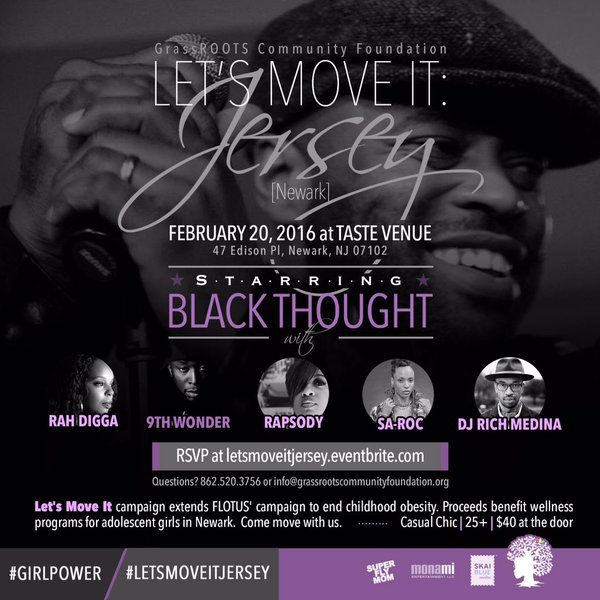 GrassROOTS Community Foundation
LET'S MOVE IT:
Jersey
[Newark]
FEBRUARY 20, 2016 at TASTE VENUE
47 Edison Pl, Newark, NJ 07102
S·T·A·R·R·I·N·G
BLACK THOUGHT
with
RAH DIGGA
9TH WONDER
RAPSODY
SA-ROC
DJ RICH MEDINA
RSVP at letsmoveitjersey.eventbrite.com
Questions? 862.520.3756 or info@grassrootscommunityfoundation.org
Let's Move It campaign extends FLOTUS' campaign to end childhood obesity. Proceeds benefit wellness
programs for adolescent girls in Newark. Come move with us. ......... Casual Chic | 25+ | $40 at the door
#GIRLPOWER
#LETSMOVEITJERSEY
SUPER
FLY
MOM
monami
ENTERTAINMENT LLC
SKAI
BLUE
media